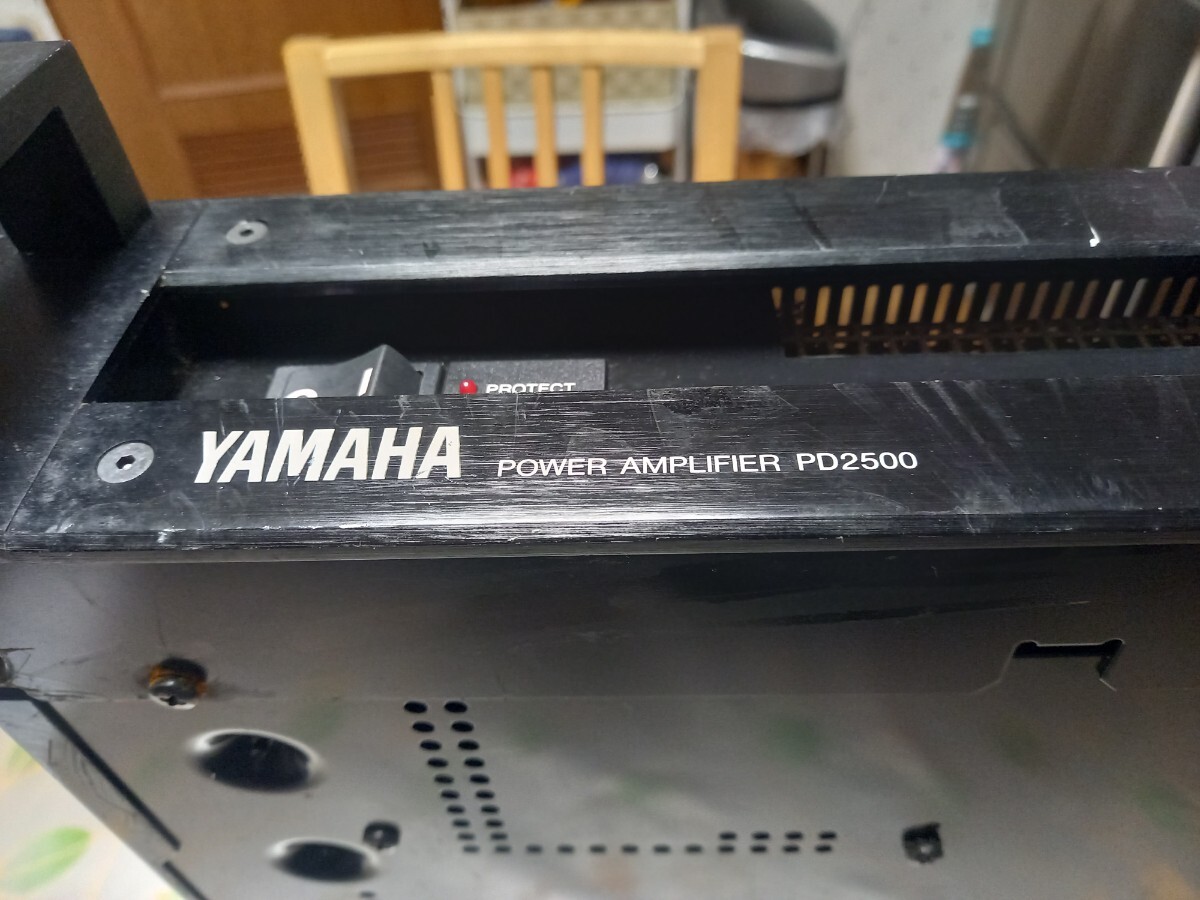 PROTECT
YAMAHA POWER AMPLIFIER PD2500